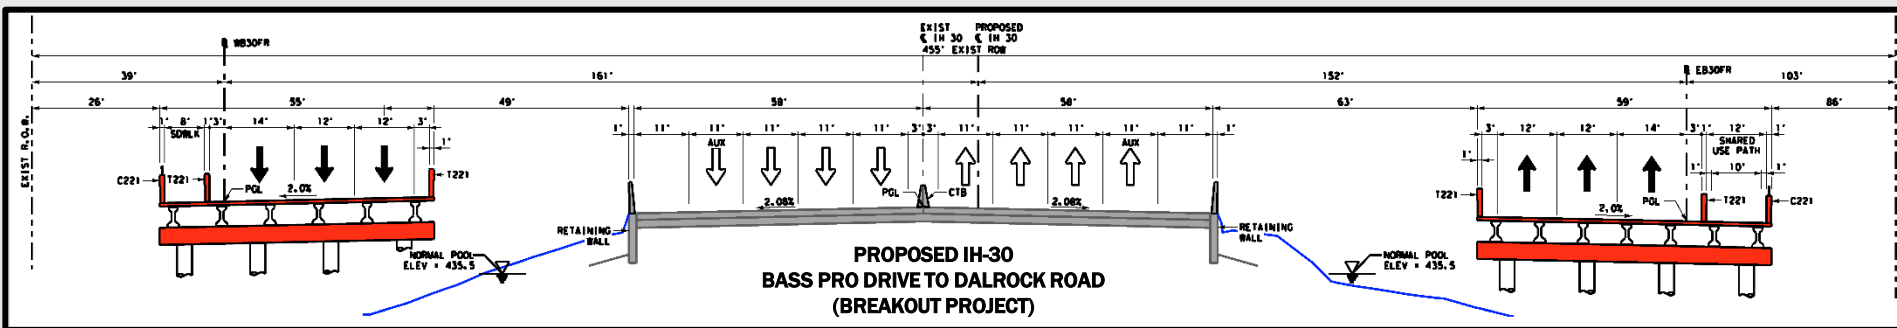 EXIST PROPOSED
℄ IH 30 ℄ IH 30
455' EXIST ROW
WB30FR
EB30FR
39' 161' 152' 103'
26' 55' 49' 58' 58' 63' 59' 86'
EXIST R.O.W.
1' 8' 1' 3' 14' 12' 12' 3'
SDWLK
1'
1' 11' 11' 11' 11' 11' 3' 3' 11' 11' 11' 11' 11' 1'
AUX AUX
3' 12' 12' 14' 3' 1' 12' 1'
SHARED
USE PATH
1' 1' 10' 1'
C221 T221 PGL 2.0% T221
PGL CTB
2.08% 2.08%
T221 2.0% PGL T221 C221
RETAINING
WALL
RETAINING
WALL
NORMAL POOL
ELEV = 435.5
NORMAL POOL
ELEV = 435.5
PROPOSED IH-30
BASS PRO DRIVE TO DALROCK ROAD
(BREAKOUT PROJECT)